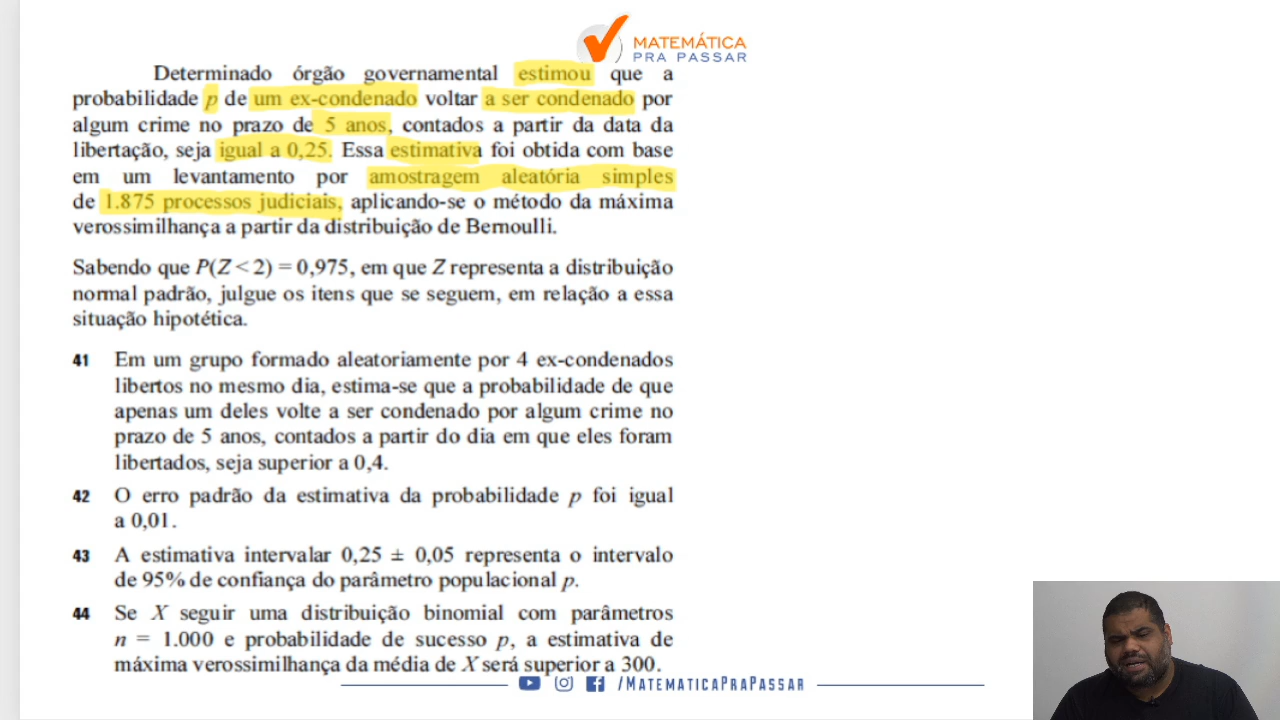 MATEMÁTICA
PRA PASSAR
Determinado órgão governamental estimou que a
probabilidade p de um ex-condenado voltar a ser condenado por
algum crime no prazo de 5 anos, contados a partir da data da
libertação, seja igual a 0,25. Essa estimativa foi obtida com base
em um levantamento por amostragem aleatória simples
de 1.875 processos judiciais, aplicando-se o método da máxima
verossimilhança a partir da distribuição de Bernoulli.
Sabendo que P(Z < 2) = 0,975, em que Z representa a distribuição
normal padrão, julgue os itens que se seguem, em relação a essa
situação hipotética.
41 Em um grupo formado aleatoriamente por 4 ex-condenados
libertos no mesmo dia, estima-se que a probabilidade de que
apenas um deles volte a ser condenado por algum crime no
prazo de 5 anos, contados a partir do dia em que eles foram
libertados, seja superior a 0,4.
42 O erro padrão da estimativa da probabilidade p foi igual
a 0,01.
43 A estimativa intervalar 0,25 ± 0,05 representa o intervalo
de 95% de confiança do parâmetro populacional p.
44 Se X seguir uma distribuição binomial com parâmetros
n = 1.000 e probabilidade de sucesso p, a estimativa de
máxima verossimilhança da média de X será superior a 300.
/MATEMATICAPRAPASSAR